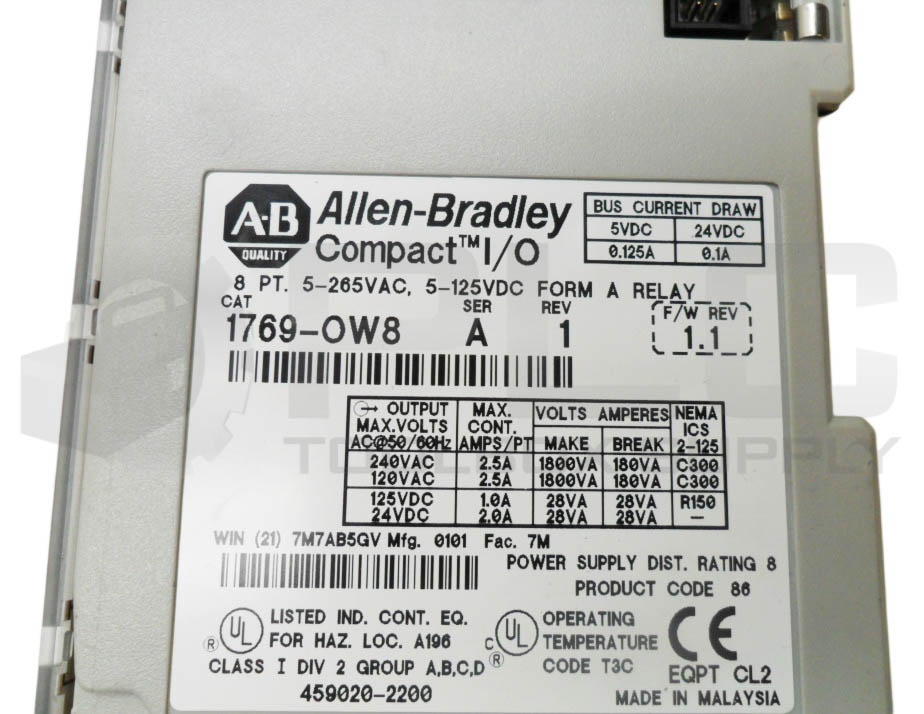 A-B
QUALITY
Allen-Bradley
Compact™ I/O
BUS CURRENT DRAW
5VDC 24VDC
0.125A 0.1A
8 PT. 5-265VAC, 5-125VDC FORM A RELAY
CAT SER REV F/W REV
1769-OW8 A 1 1.1
OUTPUT MAX. VOLTS AMPERES NEMA
MAX.VOLTS CONT. ICS
AC@50/60Hz AMPS/PT MAKE BREAK 2-125
240VAC 2.5A 1800VA 180VA C300
120VAC 2.5A 1800VA 180VA C300
125VDC 1.0A 28VA 28VA R150
24VDC 2.0A 28VA 28VA —
WIN (21) 7M7AB5GV Mfg. 0101 Fac. 7M
POWER SUPPLY DIST. RATING 8
PRODUCT CODE 86
UL ® LISTED IND. CONT. EQ.
FOR HAZ. LOC. A196
CLASS I DIV 2 GROUP A,B,C,D
459020-2200
c UL ® OPERATING
TEMPERATURE
CODE T3C
CE
EQPT CL2
MADE IN MALAYSIA
PLC
TOOLBOX SUPPLY